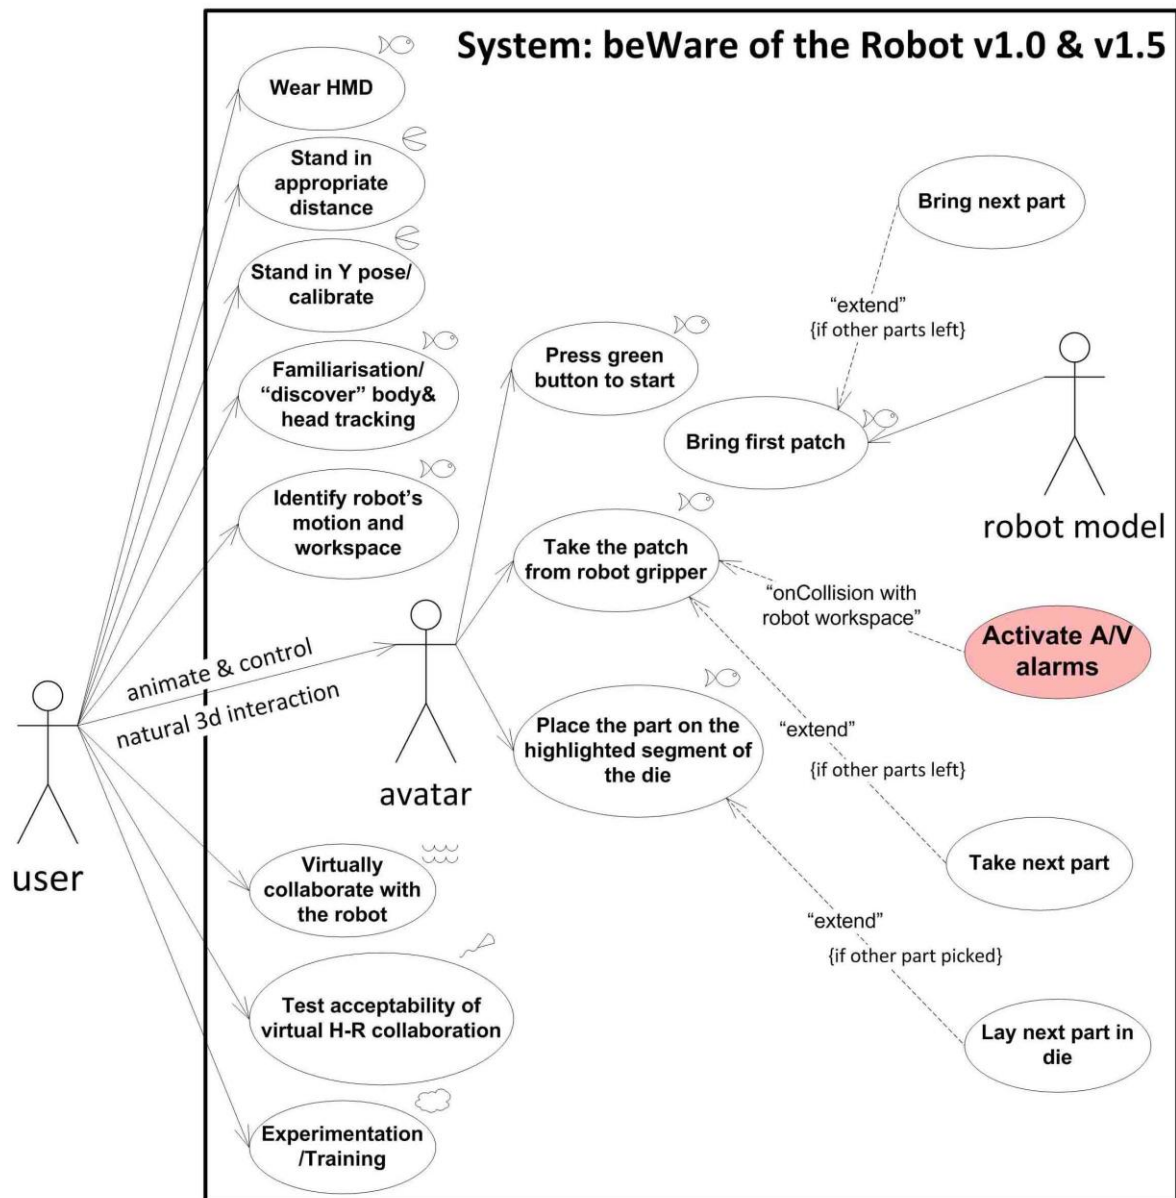 System: beWare of the Robot v1.0 & v1.5
Wear HMD
Stand in
appropriate
distance
Stand in Y pose/
calibrate
Familiarisation/
“discover” body&
head tracking
Identify robot’s
motion and
workspace
animate & control
natural 3d interaction
user
avatar
Virtually
collaborate with
the robot
Test acceptability of
virtual H-R collaboration
Experimentation
/Training
Press green
button to start
Take the patch
from robot gripper
Place the part on the
highlighted segment of
the die
Bring next part
“extend”
{if other parts left}
Bring first patch
robot model
“onCollision with
robot workspace”
Activate A/V
alarms
“extend”
{if other parts left}
Take next part
“extend”
{if other part picked}
Lay next part in
die